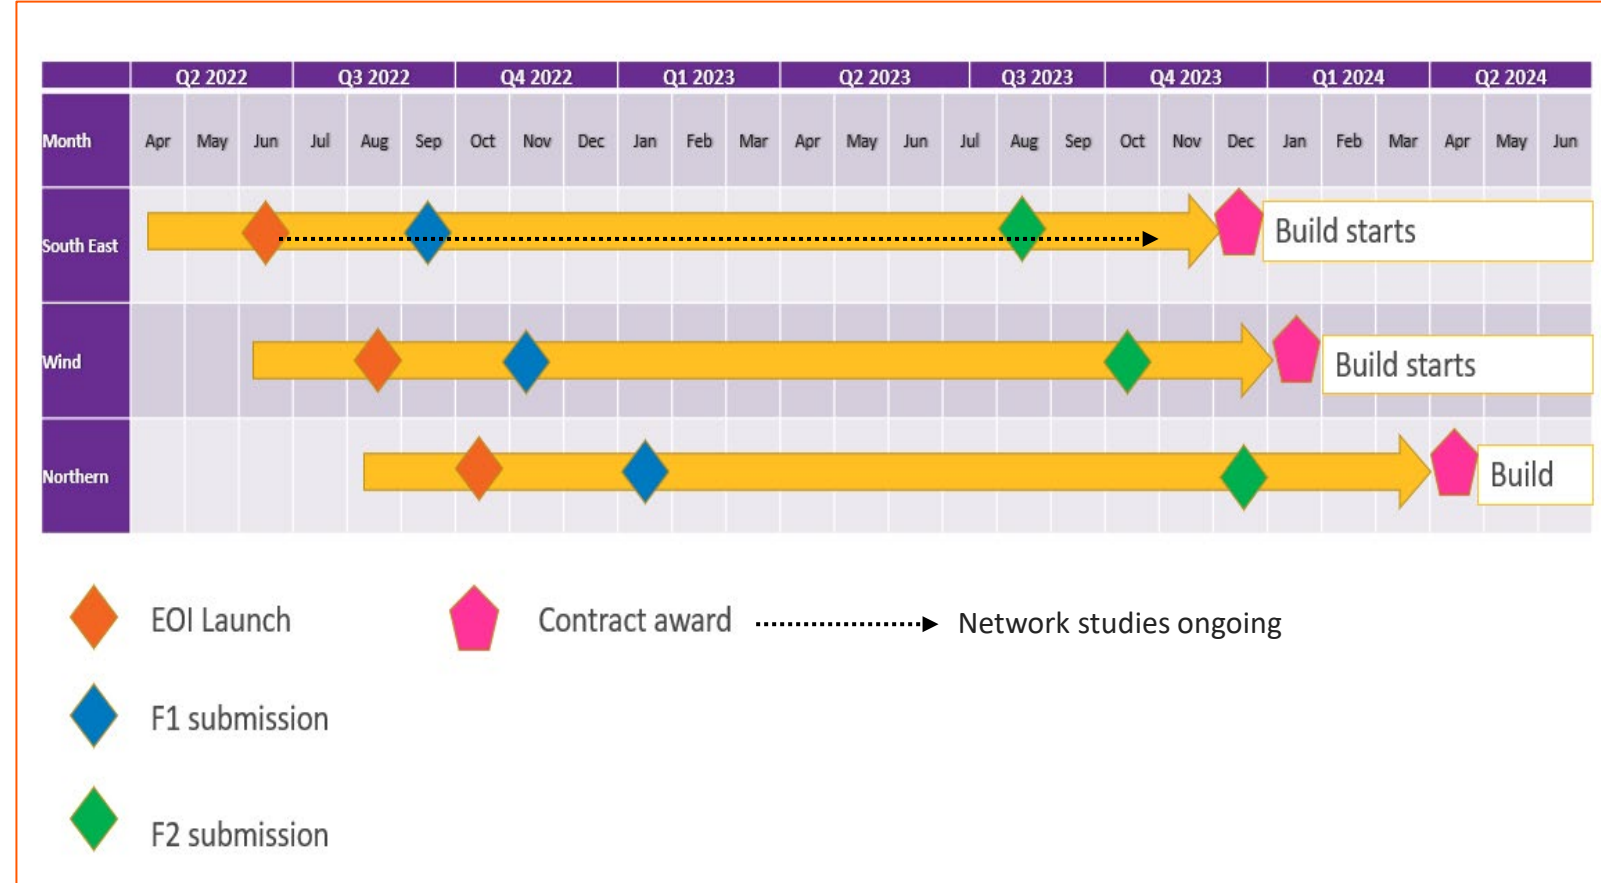 Q2 2022 Q3 2022 Q4 2022 Q1 2023 Q2 2023 Q3 2023 Q4 2023 Q1 2024 Q2 2024
Month Apr May Jun Jul Aug Sep Oct Nov Dec Jan Feb Mar Apr May Jun Jul Aug Sep Oct Nov Dec Jan Feb Mar Apr May Jun
South East Build starts
Wind Build starts
Northern Build
EOI Launch Contract award Network studies ongoing
F1 submission
F2 submission